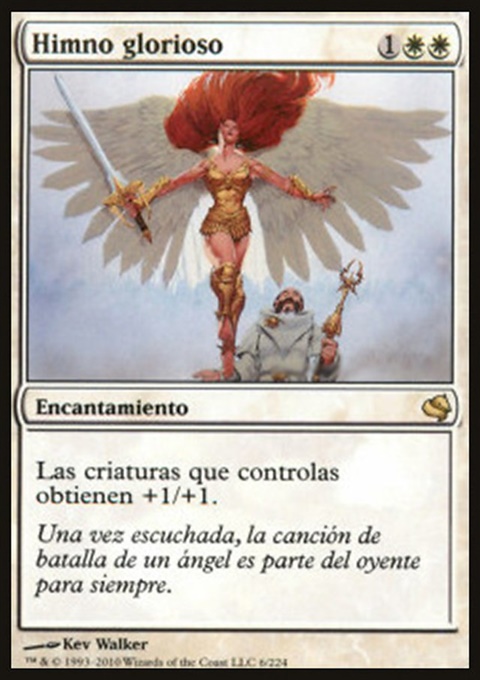 Himno glorioso 1
Encantamiento
Las criaturas que controlas
obtienen +1/+1.
Una vez escuchada, la canción de
batalla de un ángel es parte del oyente
para siempre.
Kev Walker
™ & © 1993–2010 Wizards of the Coast LLC 6/224